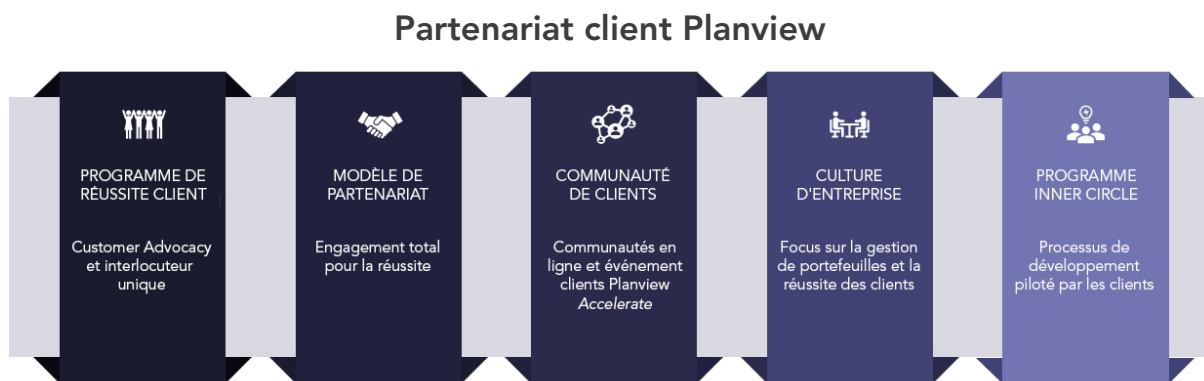 Partenariat client Planview
PROGRAMME DE
RÉUSSITE CLIENT
Customer Advocacy
et interlocuteur
unique
MODÈLE DE
PARTENARIAT
Engagement total
pour la réussite
COMMUNAUTÉ
DE CLIENTS
Communautés en
ligne et événement
clients Planview
Accelerate
CULTURE
D'ENTREPRISE
Focus sur la gestion
de portefeuilles et la
réussite des clients
PROGRAMME
INNER CIRCLE
Processus de
développement
piloté par les clients